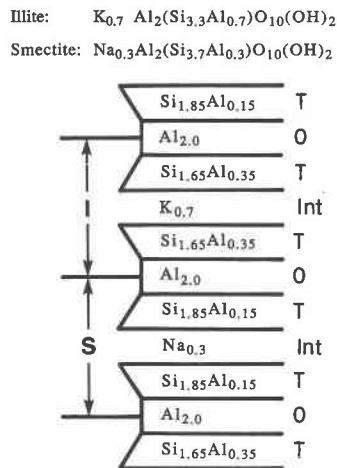 Illite: K0.7 Al2(Si3.3Al0.7)O10(OH)2
Smectite: Na0.3Al2(Si3.7Al0.3)O10(OH)2
Si1.85Al0.15 T
Al2.0 O
Si1.65Al0.35 T
I
K0.7 Int
Si1.65Al0.35 T
Al2.0 O
Si1.85Al0.15 T
S
Na0.3 Int
Si1.85Al0.15 T
Al2.0 O
Si1.65Al0.35 T